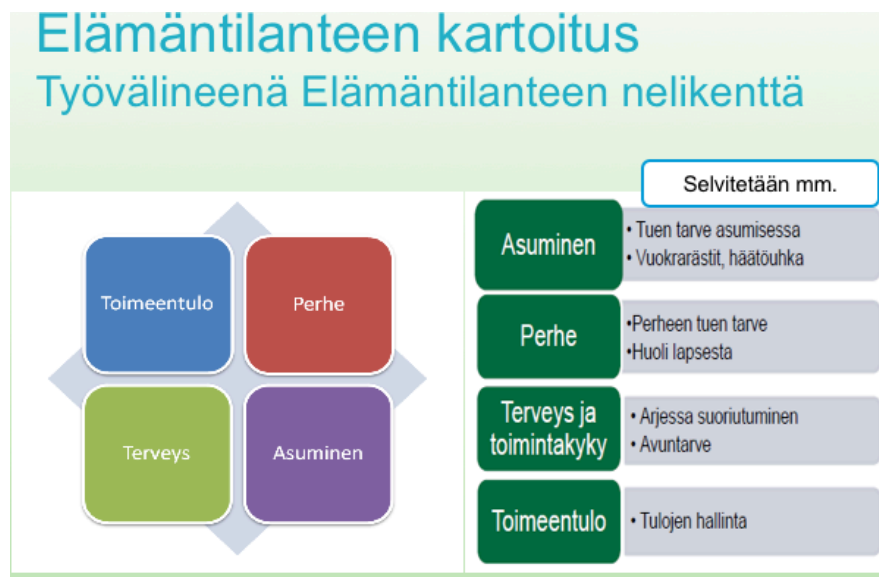 Elämäntilanteen kartoitus
Työvälineenä Elämäntilanteen nelikenttä
Selvitetään mm.
Toimeentulo
Perhe
Terveys
Asuminen
Asuminen
• Tuen tarve asumisessa
• Vuokrarästit, häätöuhka
Perhe
•Perheen tuen tarve
•Huoli lapsesta
Terveys ja
toimintakyky
• Arjessa suoriutuminen
• Avuntarve
Toimeentulo
• Tulojen hallinta